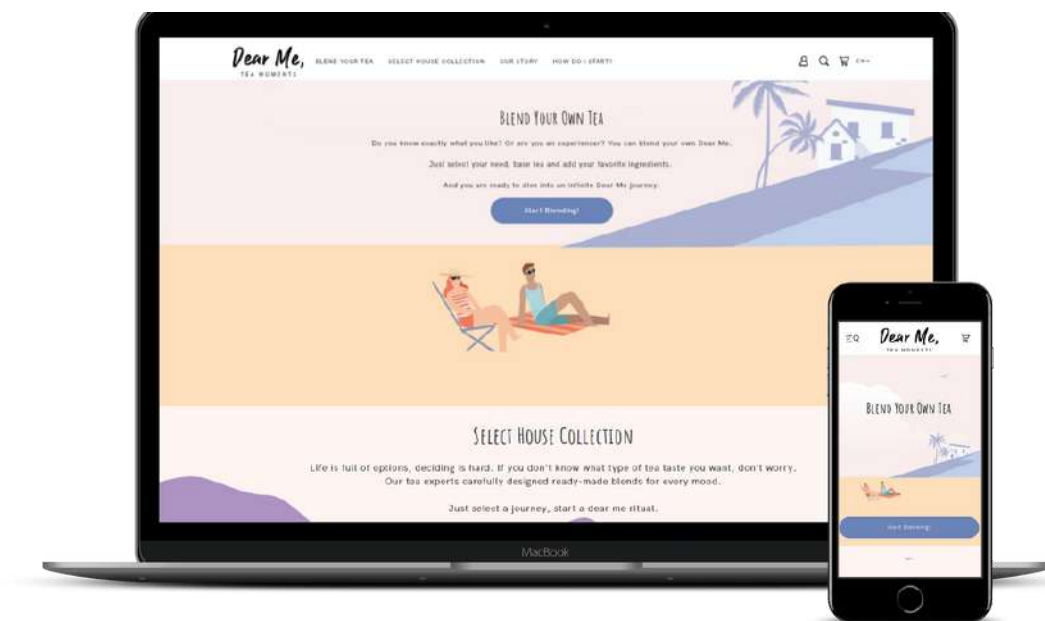 Dear Me,
TEA MOMENTS
BLEND YOUR TEA
SELECT HOUSE COLLECTION
OUR STORY
HOW DO I START?
EN
BLEND YOUR OWN TEA
Do you know exactly what you like? Or are you an experiencer? You can blend your own Dear Me.
Just select your need, base tea and add your favorite ingredients.
And you are ready to dive into an infinite Dear Me journey.
Start Blending!
SELECT HOUSE COLLECTION
Life is full of options, deciding is hard. If you don't know what type of tea taste you want, don't worry.
Our tea experts carefully designed ready-made blends for every mood.
Just select a journey, start a dear me ritual.
MacBook
Dear Me,
TEA MOMENTS
BLEND YOUR OWN TEA
Start Blending!